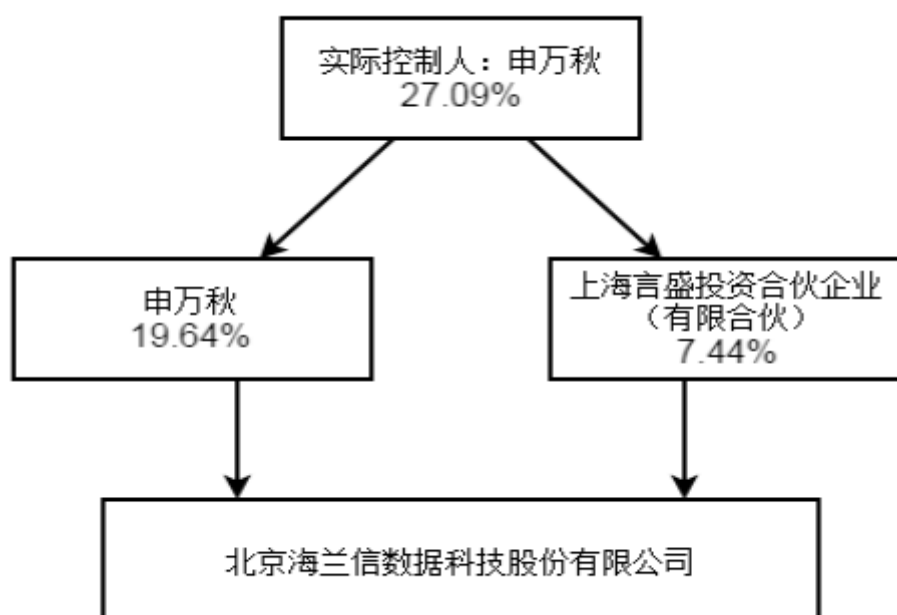 实际控制人：申万秋
27.09%
申万秋
19.64%
上海言盛投资合伙企业
（有限合伙）
7.44%
北京海兰信数据科技股份有限公司